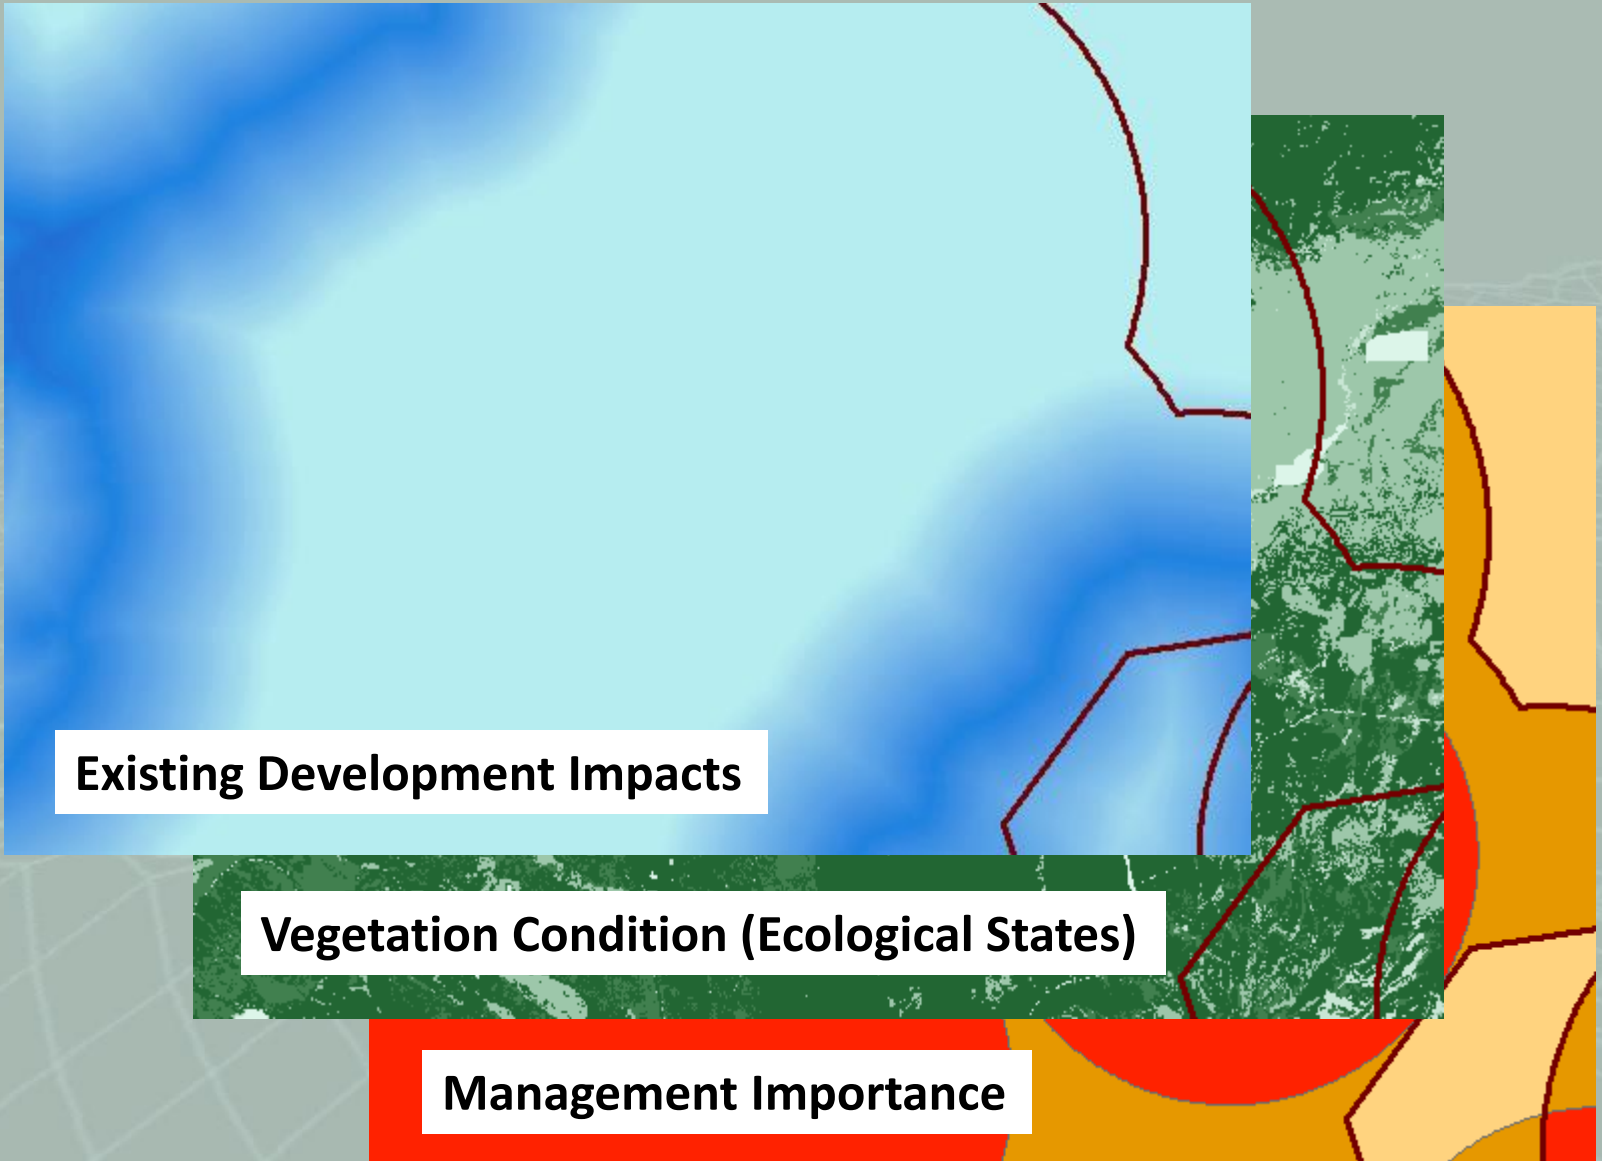 Existing Development Impacts
Vegetation Condition (Ecological States)
Management Importance